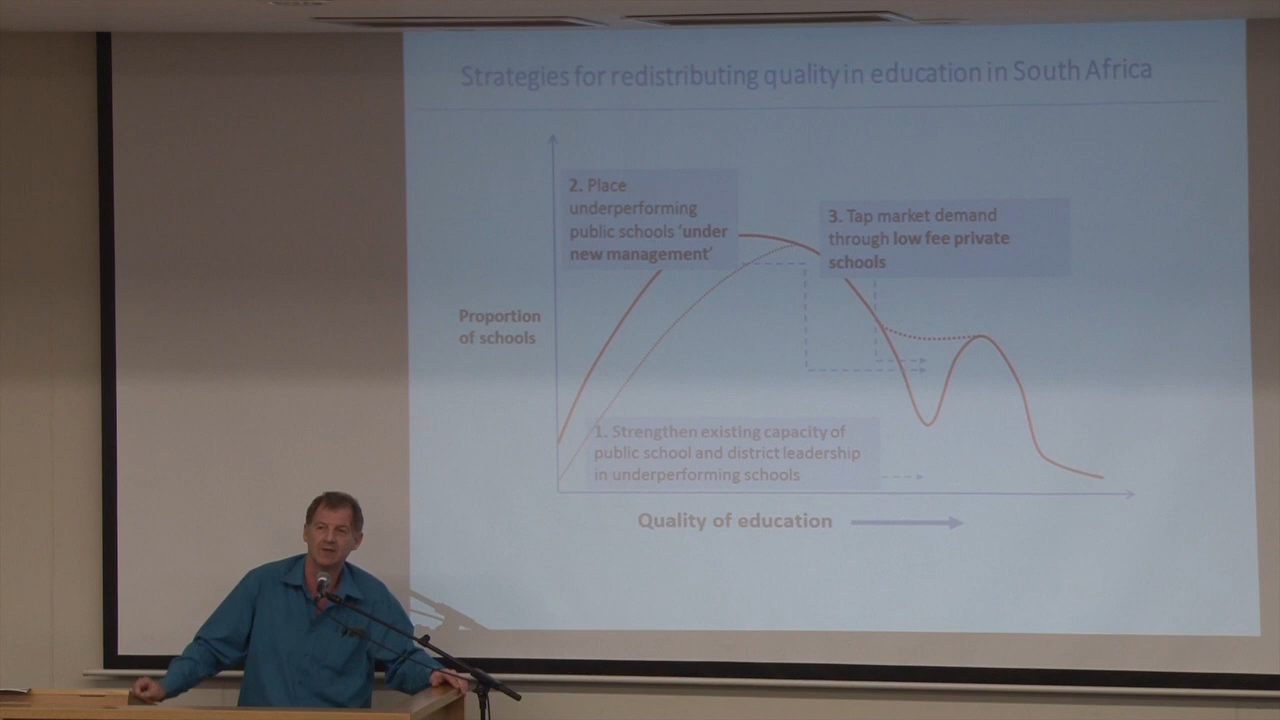 Strategies for redistributing quality in education in South Africa
2. Place
underperforming
public schools ‘under
new management’
3. Tap market demand
through low fee private
schools
Proportion
of schools
1. Strengthen existing capacity of
public school and district leadership
in underperforming schools
Quality of education